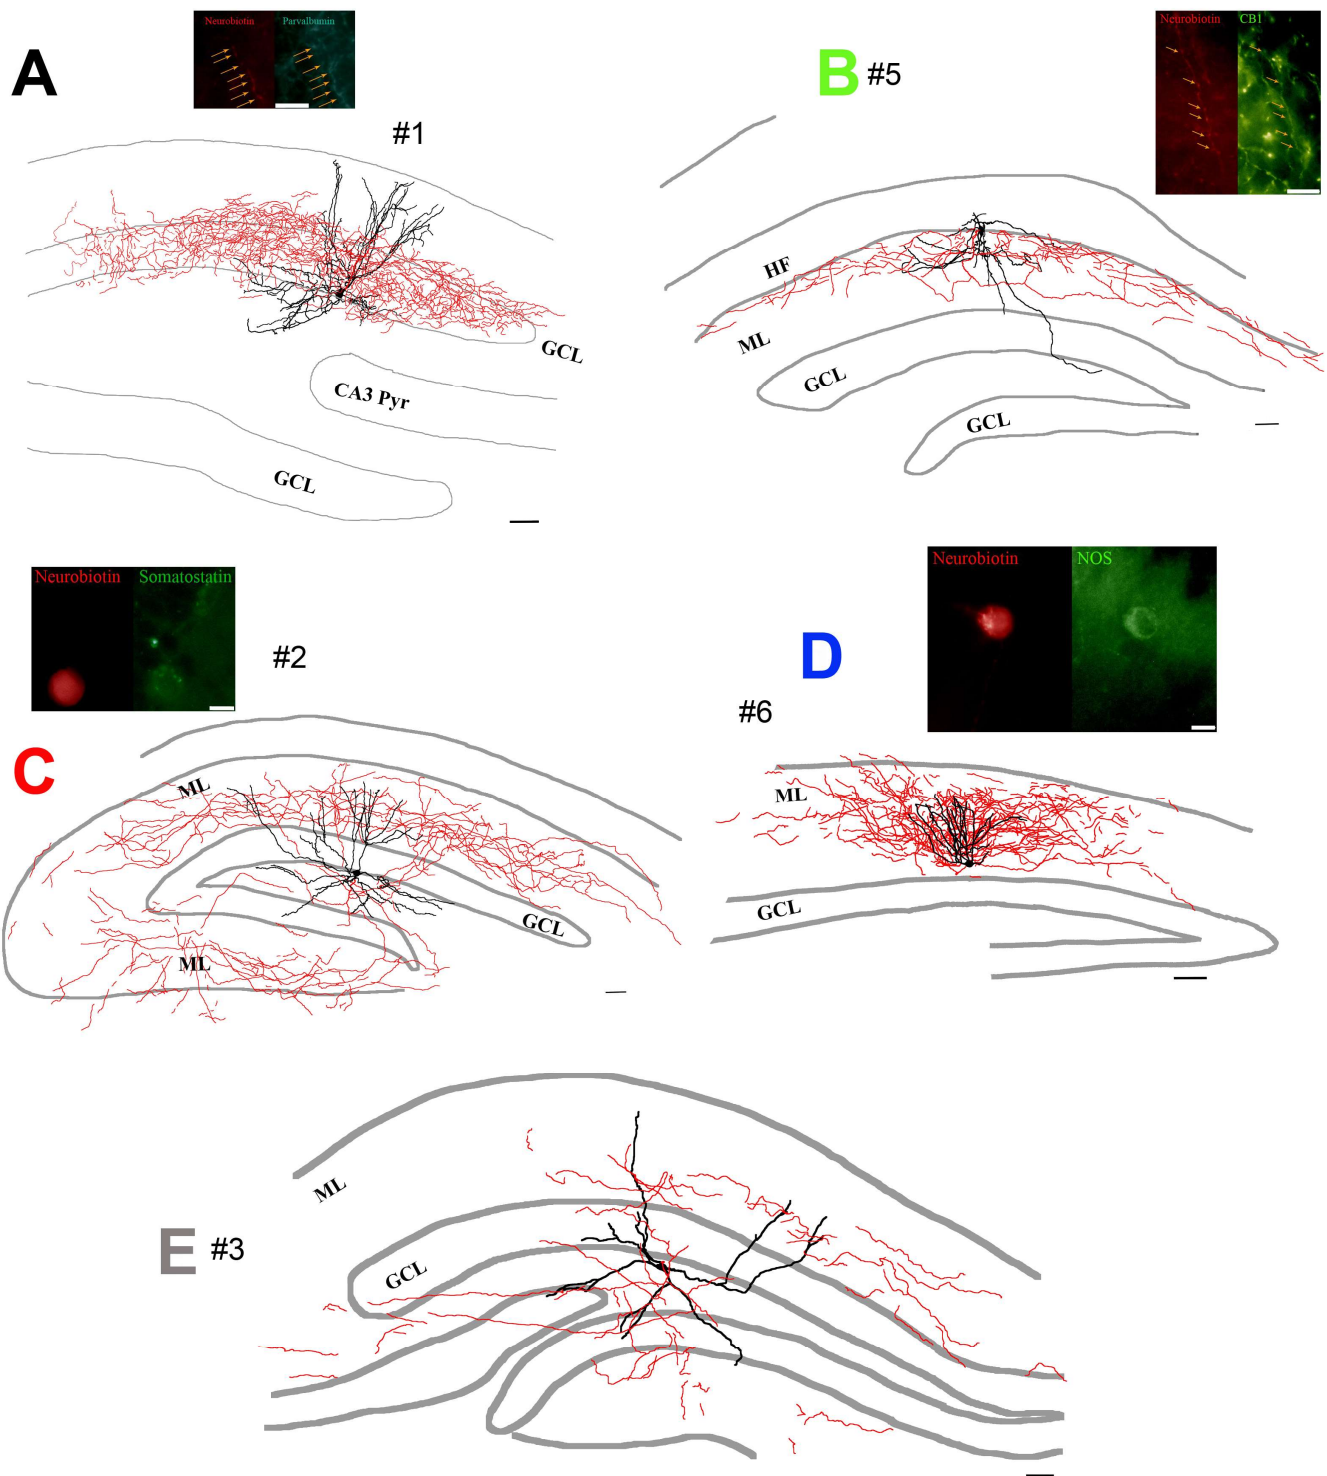 Neurobiotin Parvalbumin
A
#1
GCL
CA3 Pyr
GCL
Neurobiotin CB1
B #5
HF
ML
GCL
GCL
Neurobiotin Somatostatin
#2
C
ML
GCL
ML
Neurobiotin NOS
D
#6
ML
GCL
ML
E #3
GCL